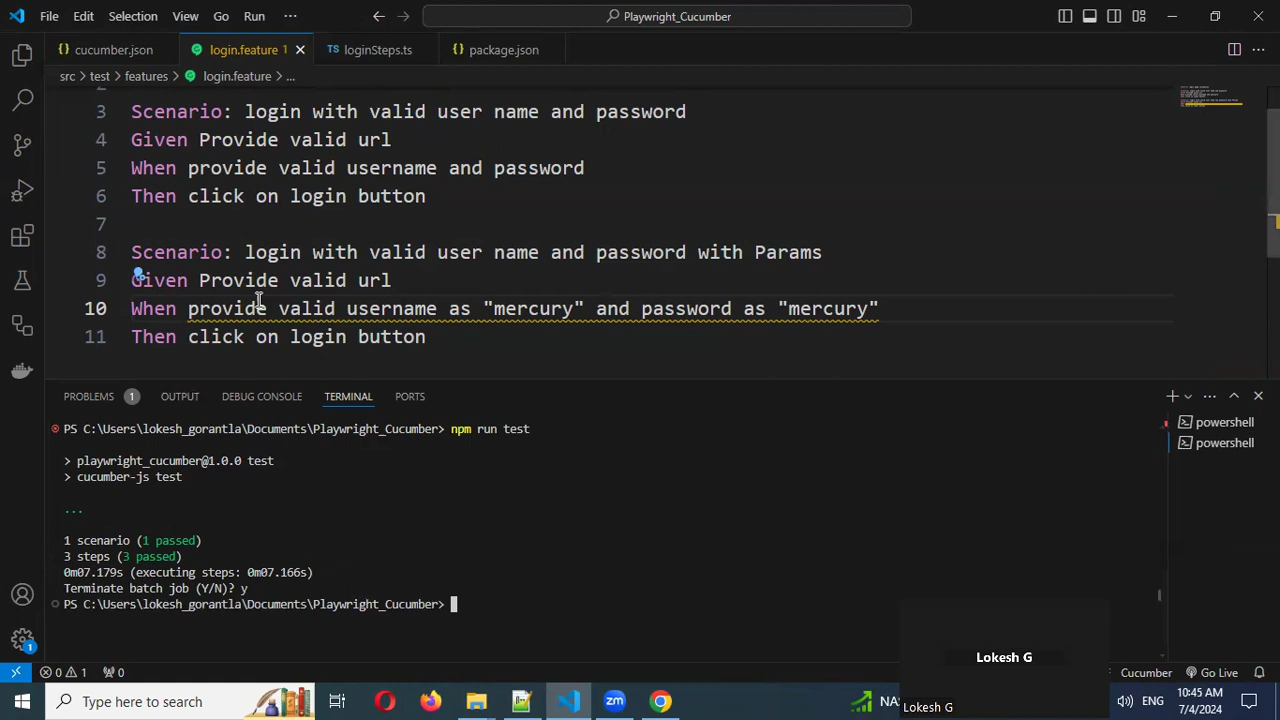 File Edit Selection View Go Run ···
Playwright_Cucumber
cucumber.json
login.feature 1
TS loginSteps.ts
package.json
src > test > features > login.feature > ...
2
3 Scenario: login with valid user name and password
4 Given Provide valid url
5 When provide valid username and password
6 Then click on login button
7
8 Scenario: login with valid user name and password with Params
9 Given Provide valid url
10 When provide valid username as "mercury" and password as "mercury"
11 Then click on login button
PROBLEMS 1 OUTPUT DEBUG CONSOLE TERMINAL PORTS
PS C:\Users\lokesh_gorantla\Documents\Playwright_Cucumber> npm run test
> playwright_cucumber@1.0.0 test
> cucumber-js test
...
1 scenario (1 passed)
3 steps (3 passed)
0m07.179s (executing steps: 0m07.166s)
Terminate batch job (Y/N)? y
PS C:\Users\lokesh_gorantla\Documents\Playwright_Cucumber>
powershell
powershell
Lokesh G
1
0 1 0
Cucumber Go Live
Type here to search
NA
Lokesh G
ENG
10:45 AM
7/4/2024